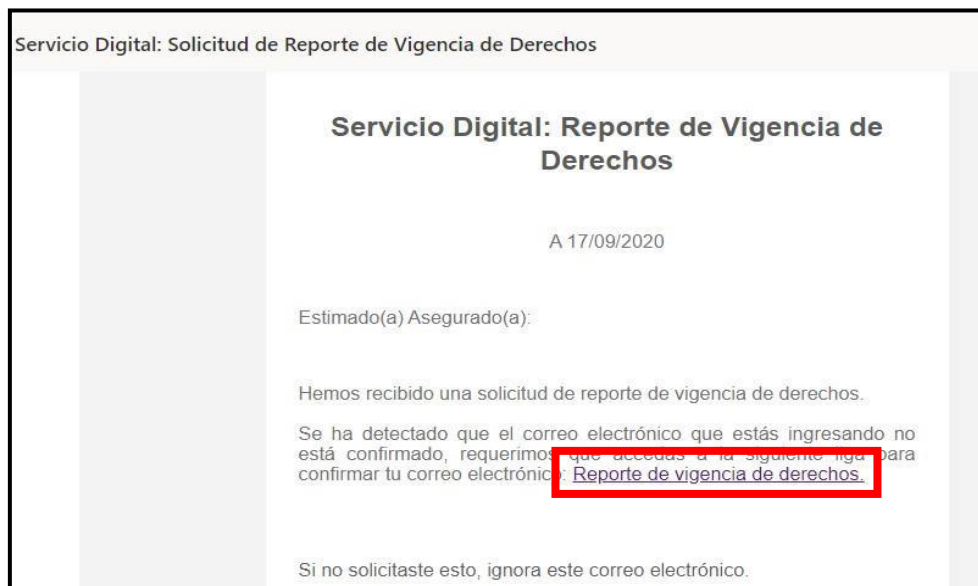 Servicio Digital: Solicitud de Reporte de Vigencia de Derechos
Servicio Digital: Reporte de Vigencia de
Derechos
A 17/09/2020
Estimado(a) Asegurado(a):
Hemos recibido una solicitud de reporte de vigencia de derechos.
Se ha detectado que el correo electrónico que estás ingresando no
está confirmado, requerimos que accedas a la siguiente liga para
confirmar tu correo electrónico: Reporte de vigencia de derechos.
Si no solicitaste esto, ignora este correo electrónico.